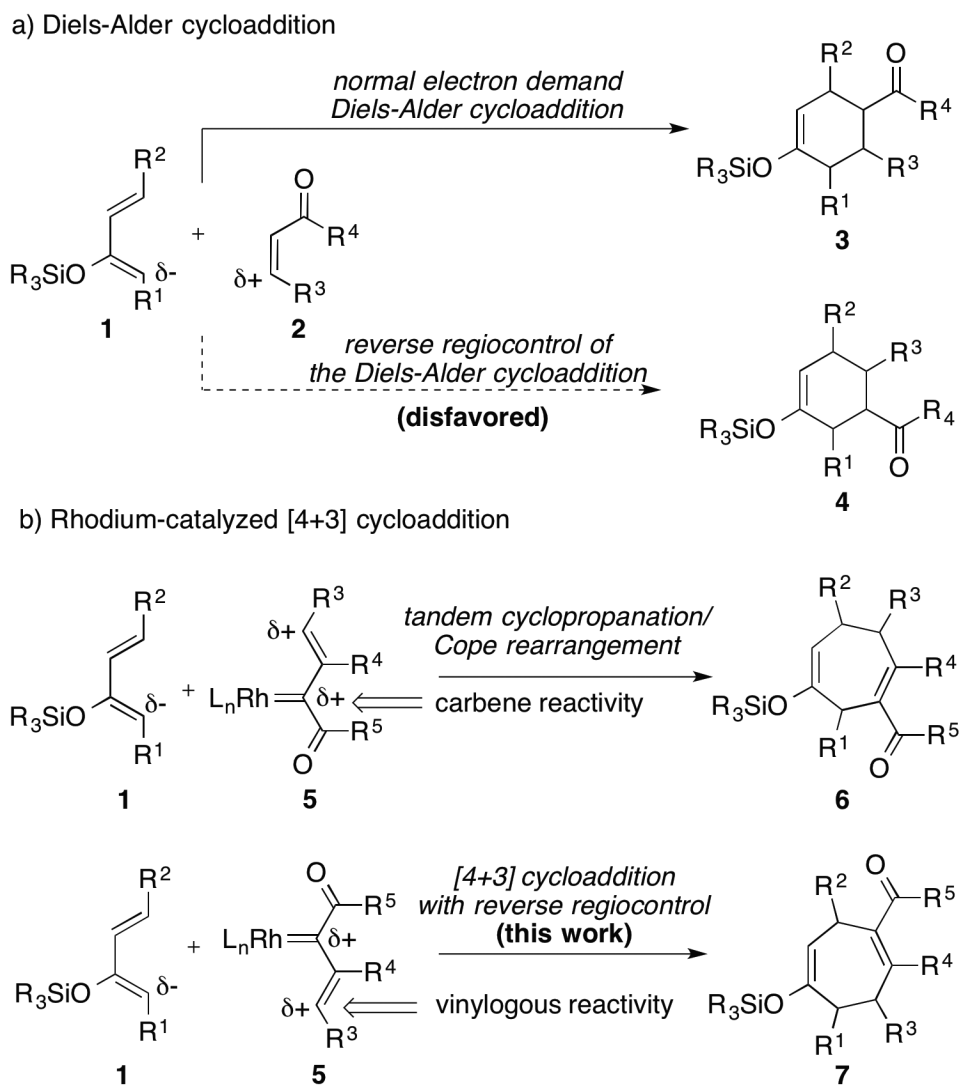 a) Diels-Alder cycloaddition
normal electron demand
Diels-Alder cycloaddition
R²
O
R⁴
R₃SiO
R³
R¹
3
R²
R₃SiO
δ-
R¹
1
+
O
R⁴
δ+
R³
2
reverse regiocontrol of
the Diels-Alder cycloaddition
(disfavored)
R²
R³
R₃SiO
R₄
R¹
O
4
b) Rhodium-catalyzed [4+3] cycloaddition
R²
R₃SiO
δ-
R¹
1
+
R³
δ+
R⁴
LₙRh
δ+
R⁵
O
5
tandem cyclopropanation/
Cope rearrangement
carbene reactivity
R²
R³
R⁴
R₃SiO
R¹
R⁵
O
6
R²
R₃SiO
δ-
R¹
1
+
O
R⁵
LₙRh
δ+
R⁴
δ+
R³
5
[4+3] cycloaddition
with reverse regiocontrol
(this work)
vinylogous reactivity
R²
O
R⁵
R⁴
R₃SiO
R¹
R³
7